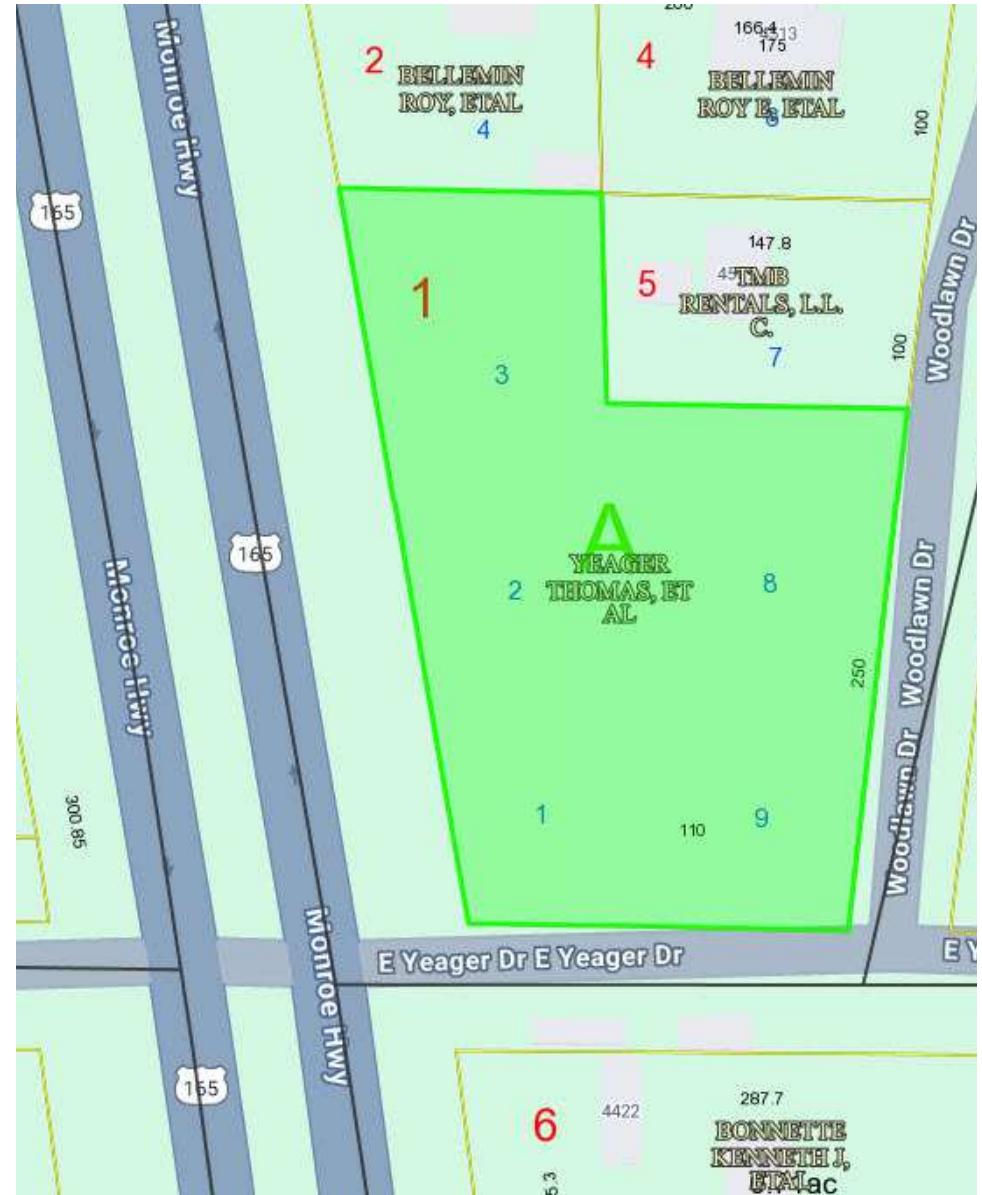 Monroe Hwy
2
BELLEMIN
ROY, ETAL
4
4
166.4
175
BELLEMIN
ROY E, ETAL
6
100
165
147.8
5
TMB
RENTALS, L.L.
C.
7
100
Woodlawn Dr
1
3
A
165
YEAGER
THOMAS, ET
AL
2
8
Woodlawn Dr
Monroe Hwy
250
Woodlawn Dr
300.85
1
110
9
Monroe Hwy
E Yeager Dr E Yeager Dr
165
6
4422
287.7
BONNETTE
KENNETH J,
ETAL
ac